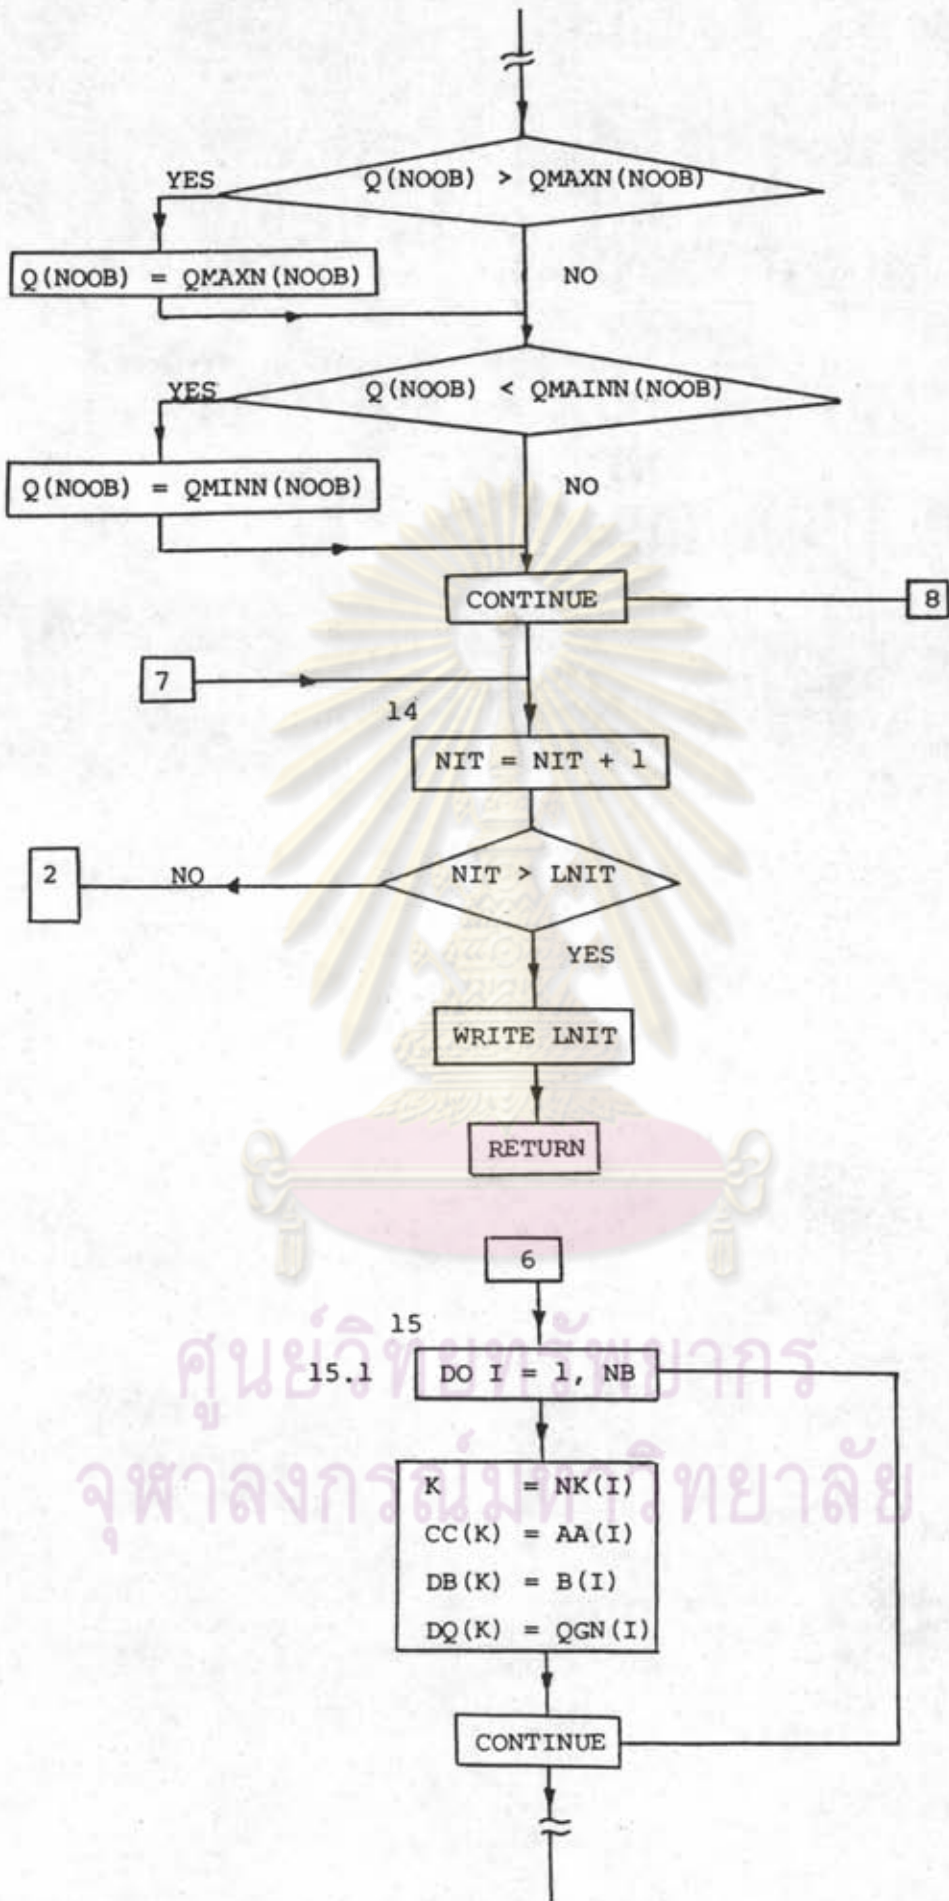 Q(NOOB) > QMAXN(NOOB)
YES
Q(NOOB) = QMAXN(NOOB)
NO
Q(NOOB) < QMAINN(NOOB)
YES
Q(NOOB) = QMINN(NOOB)
NO
CONTINUE
8
7
14
NIT = NIT + 1
2
NO
NIT > LNIT
YES
WRITE LNIT
RETURN
6
15
15.1
DO I = 1, NB
ศูนย์วิทยทรัพยากร
จุฬาลงกรณ์มหาวิทยาลัย
K = NK(I)
CC(K) = AA(I)
DB(K) = B(I)
DQ(K) = QGN(I)
CONTINUE